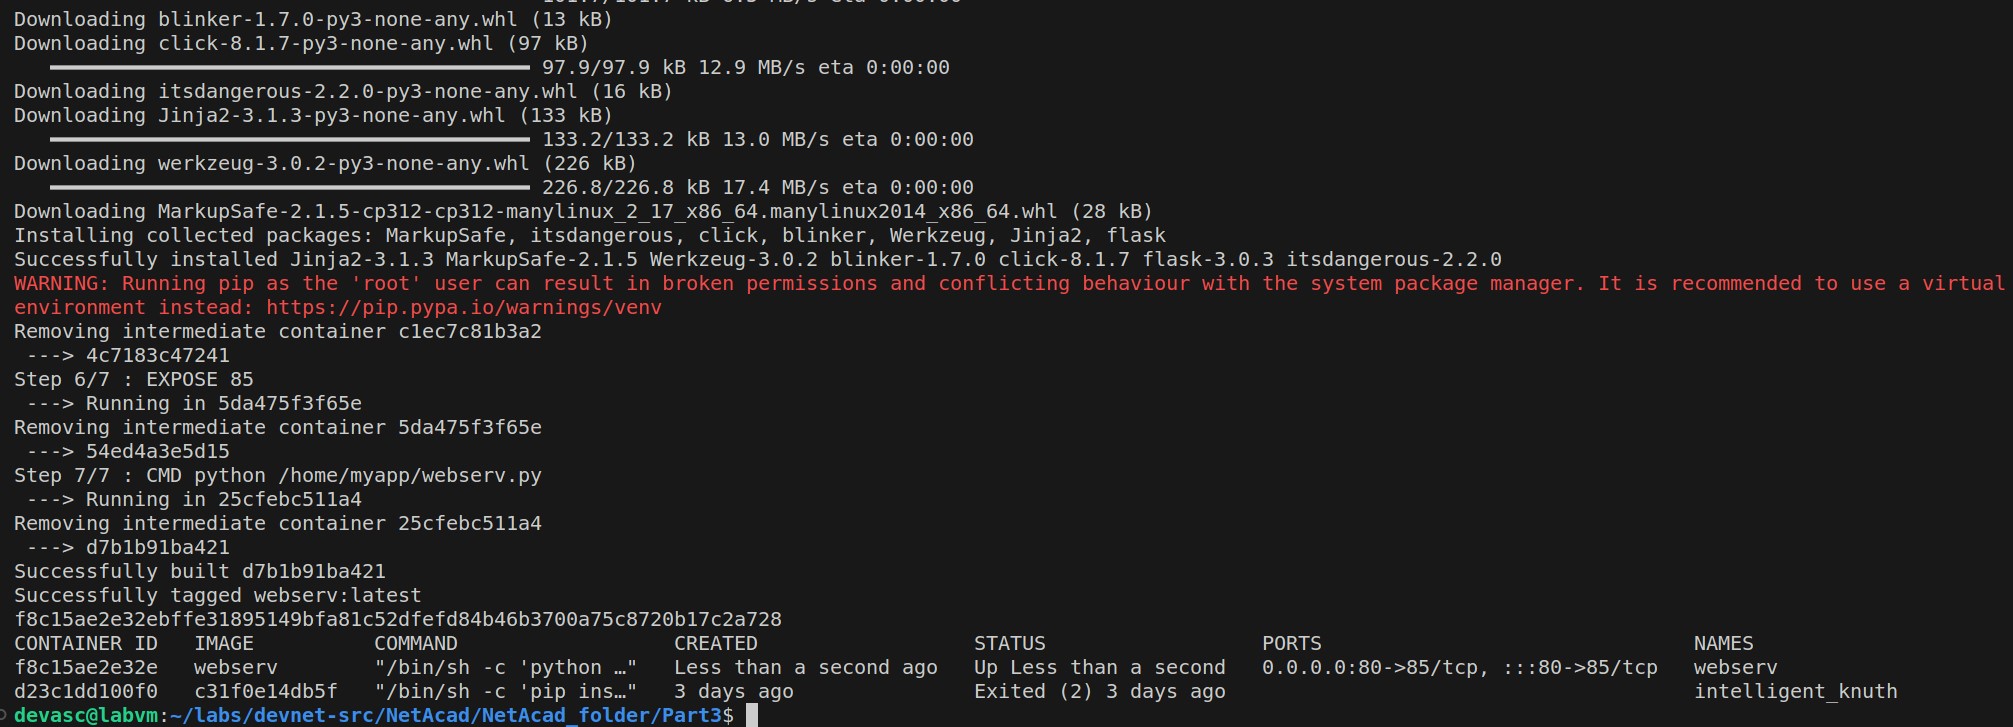 Downloading blinker-1.7.0-py3-none-any.whl (13 kB)
Downloading click-8.1.7-py3-none-any.whl (97 kB)
97.9/97.9 kB 12.9 MB/s eta 0:00:00
Downloading itsdangerous-2.2.0-py3-none-any.whl (16 kB)
Downloading Jinja2-3.1.3-py3-none-any.whl (133 kB)
133.2/133.2 kB 13.0 MB/s eta 0:00:00
Downloading werkzeug-3.0.2-py3-none-any.whl (226 kB)
226.8/226.8 kB 17.4 MB/s eta 0:00:00
Downloading MarkupSafe-2.1.5-cp312-cp312-manylinux_2_17_x86_64.manylinux2014_x86_64.whl (28 kB)
Installing collected packages: MarkupSafe, itsdangerous, click, blinker, Werkzeug, Jinja2, flask
Successfully installed Jinja2-3.1.3 MarkupSafe-2.1.5 Werkzeug-3.0.2 blinker-1.7.0 click-8.1.7 flask-3.0.3 itsdangerous-2.2.0
WARNING: Running pip as the 'root' user can result in broken permissions and conflicting behaviour with the system package manager. It is recommended to use a virtual
environment instead: https://pip.pypa.io/warnings/venv
Removing intermediate container c1ec7c81b3a2
 ---> 4c7183c47241
Step 6/7 : EXPOSE 85
 ---> Running in 5da475f3f65e
Removing intermediate container 5da475f3f65e
 ---> 54ed4a3e5d15
Step 7/7 : CMD python /home/myapp/webserv.py
 ---> Running in 25cfebc511a4
Removing intermediate container 25cfebc511a4
 ---> d7b1b91ba421
Successfully built d7b1b91ba421
Successfully tagged webserv:latest
f8c15ae2e32ebffe31895149bfa81c52dfefd84b46b3700a75c8720b17c2a728
CONTAINER ID   IMAGE          COMMAND                  CREATED                  STATUS                  PORTS                               NAMES
f8c15ae2e32e   webserv        "/bin/sh -c 'python …"   Less than a second ago   Up Less than a second   0.0.0.0:80->85/tcp, :::80->85/tcp   webserv
d23c1dd100f0   c31f0e14db5f   "/bin/sh -c 'pip ins…"   3 days ago               Exited (2) 3 days ago                                       intelligent_knuth
devasc@labvm:~/labs/devnet-src/NetAcad/NetAcad_folder/Part3$